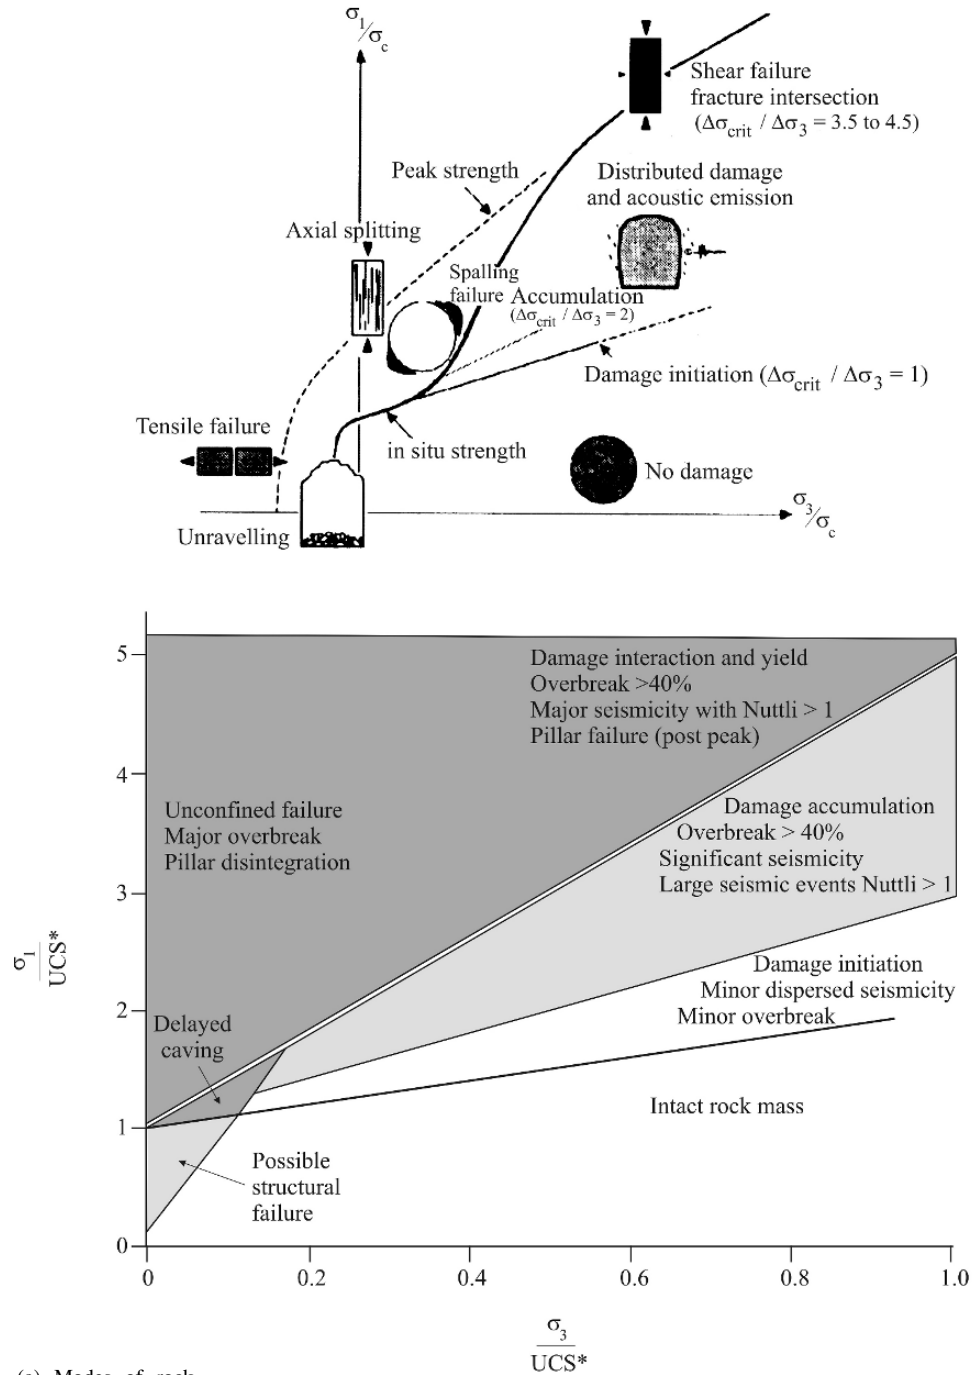 σ1/σc
Shear failure
fracture intersection
(Δσcrit / Δσ3 = 3.5 to 4.5)
Peak strength
Distributed damage
and acoustic emission
Axial splitting
Spalling
failure
Accumulation
(Δσcrit / Δσ3 = 2)
Damage initiation (Δσcrit / Δσ3 = 1)
Tensile failure
in situ strength
No damage
σ3/σc
Unravelling
5
4
3
2
1
0
σ1
UCS*
Damage interaction and yield
Overbreak >40%
Major seismicity with Nuttli > 1
Pillar failure (post peak)
Unconfined failure
Major overbreak
Pillar disintegration
Damage accumulation
Overbreak > 40%
Significant seismicity
Large seismic events Nuttli > 1
Damage initiation
Minor dispersed seismicity
Minor overbreak
Delayed
caving
Intact rock mass
Possible
structural
failure
0 0.2 0.4 0.6 0.8 1.0
σ3
UCS*